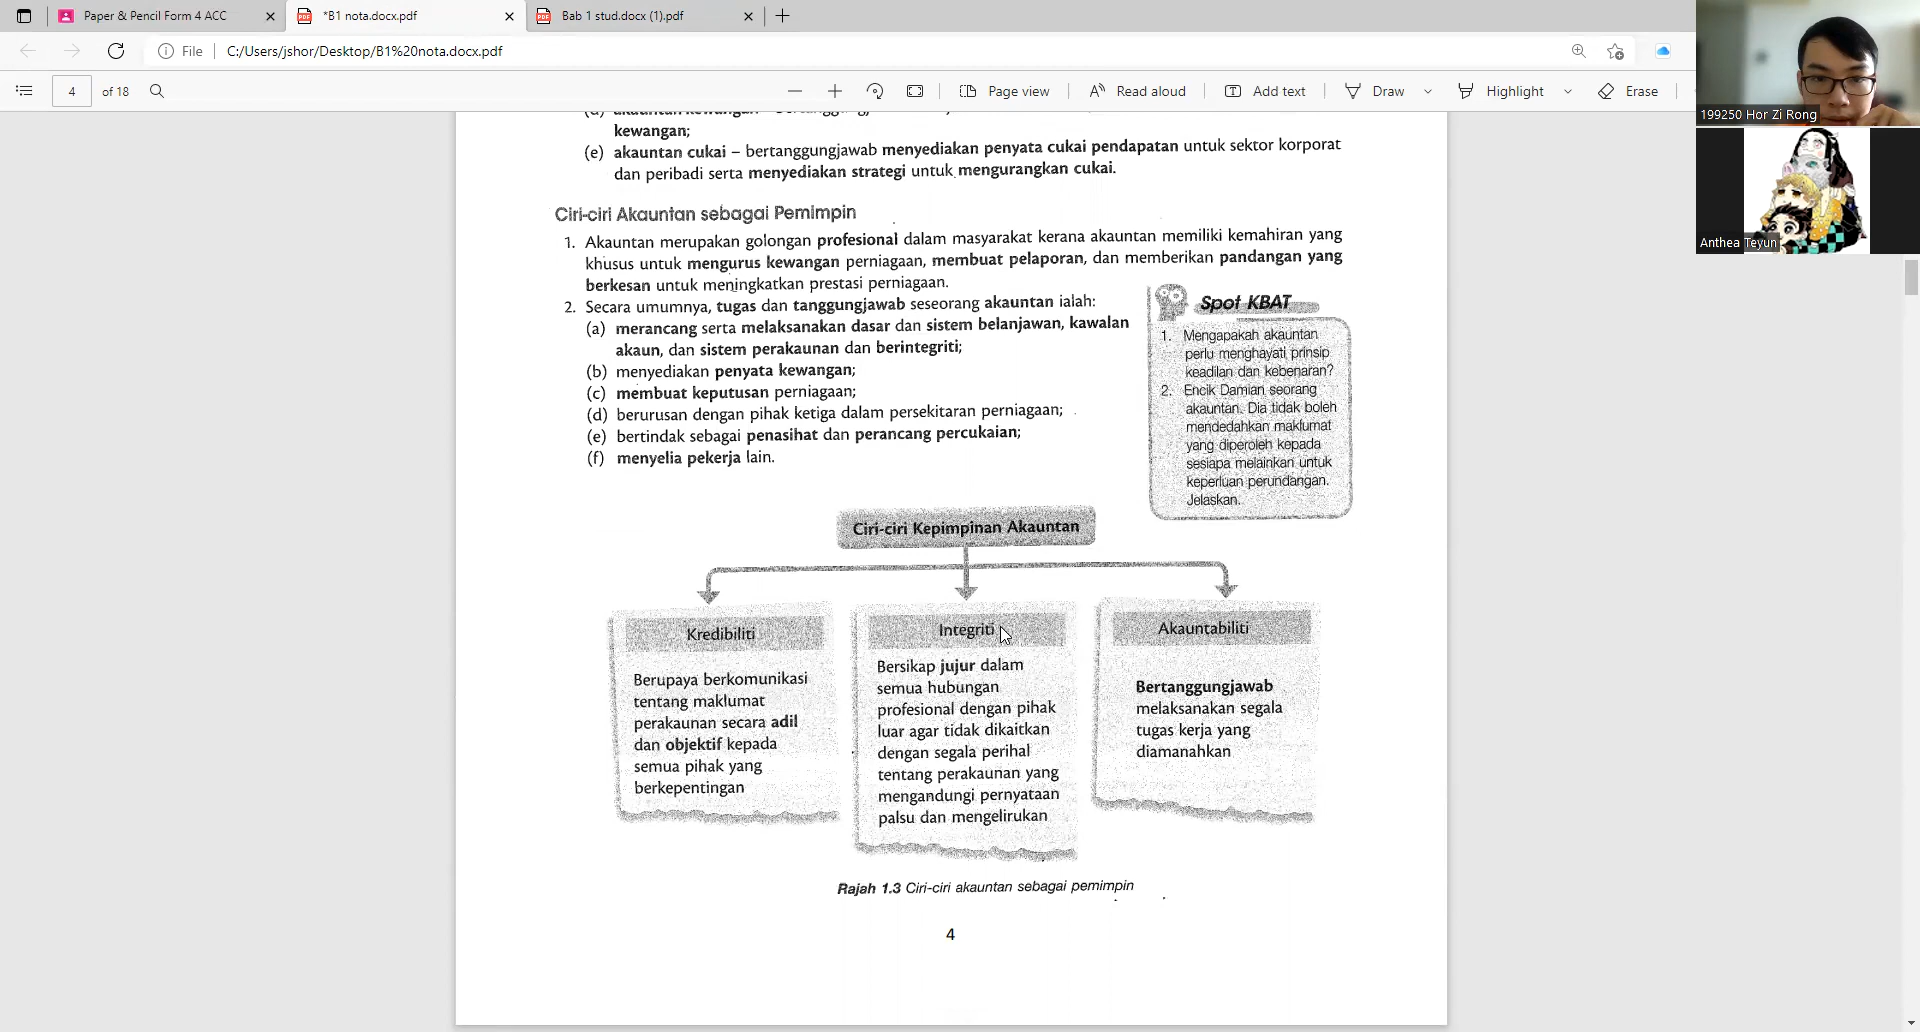 Paper & Pencil Form 4 ACC
*B1 nota.docx.pdf
Bab 1 stud.docx (1).pdf
File
C:/Users/jshor/Desktop/B1%20nota.docx.pdf
4 of 18
Page view
Read aloud
Add text
Draw
Highlight
Erase
199250 Hor Zi Rong
Anthea Teyun
kewangan;
(e) akauntan cukai – bertanggungjawab menyediakan penyata cukai pendapatan untuk sektor korporat
dan peribadi serta menyediakan strategi untuk mengurangkan cukai.
Ciri-ciri Akauntan sebagai Pemimpin
1. Akauntan merupakan golongan profesional dalam masyarakat kerana akauntan memiliki kemahiran yang
khusus untuk mengurus kewangan perniagaan, membuat pelaporan, dan memberikan pandangan yang
berkesan untuk meningkatkan prestasi perniagaan.
2. Secara umumnya, tugas dan tanggungjawab seseorang akauntan ialah:
(a) merancang serta melaksanakan dasar dan sistem belanjawan, kawalan
akaun, dan sistem perakaunan dan berintegriti;
(b) menyediakan penyata kewangan;
(c) membuat keputusan perniagaan;
(d) berurusan dengan pihak ketiga dalam persekitaran perniagaan;
(e) bertindak sebagai penasihat dan perancang percukaian;
(f) menyelia pekerja lain.
Spot KBAT
1. Mengapakah akauntan
perlu menghayati prinsip
keadilan dan kebenaran?
2. Encik Damian seorang
akauntan. Dia tidak boleh
mendedahkan maklumat
yang diperoleh kepada
sesiapa melainkan untuk
keperluan perundangan.
Jelaskan.
Ciri-ciri Kepimpinan Akauntan
Kredibiliti
Berupaya berkomunikasi
tentang maklumat
perakaunan secara adil
dan objektif kepada
semua pihak yang
berkepentingan
Integriti
Bersikap jujur dalam
semua hubungan
profesional dengan pihak
luar agar tidak dikaitkan
dengan segala perihal
tentang perakaunan yang
mengandungi pernyataan
palsu dan mengelirukan
Akauntabiliti
Bertanggungjawab
melaksanakan segala
tugas kerja yang
diamanahkan
Rajah 1.3 Ciri-ciri akauntan sebagai pemimpin
4